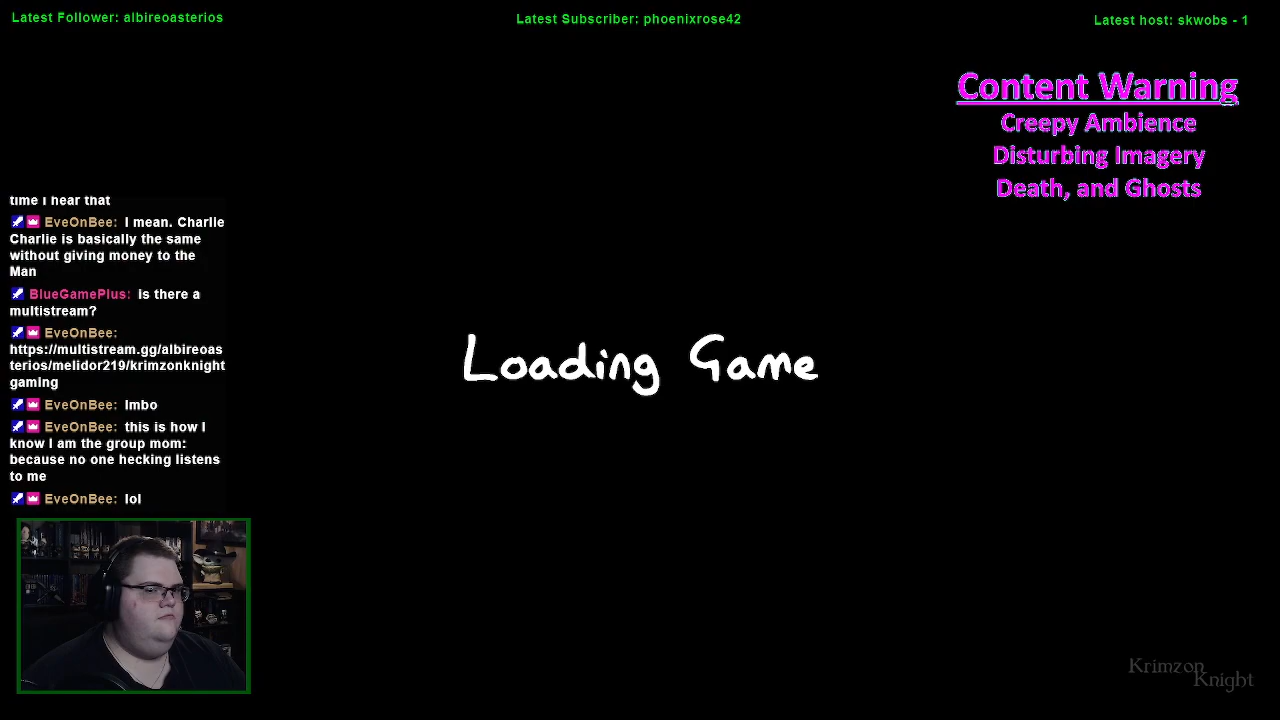 Latest Follower: albireoasterios
Latest Subscriber: phoenixrose42
Latest host: skwobs - 1
Content Warning
Creepy Ambience
Disturbing Imagery
Death, and Ghosts
time I hear that
EveOnBee: I mean. Charlie
Charlie is basically the same
without giving money to the
Man
BlueGamePlus: is there a
multistream?
EveOnBee:
https://multistream.gg/albireoas
terios/melidor219/krimzonknight
gaming
EveOnBee: lmbo
EveOnBee: this is how I
know I am the group mom:
because no one hecking listens
to me
EveOnBee: lol
Loading Game
Krimzon
Knight